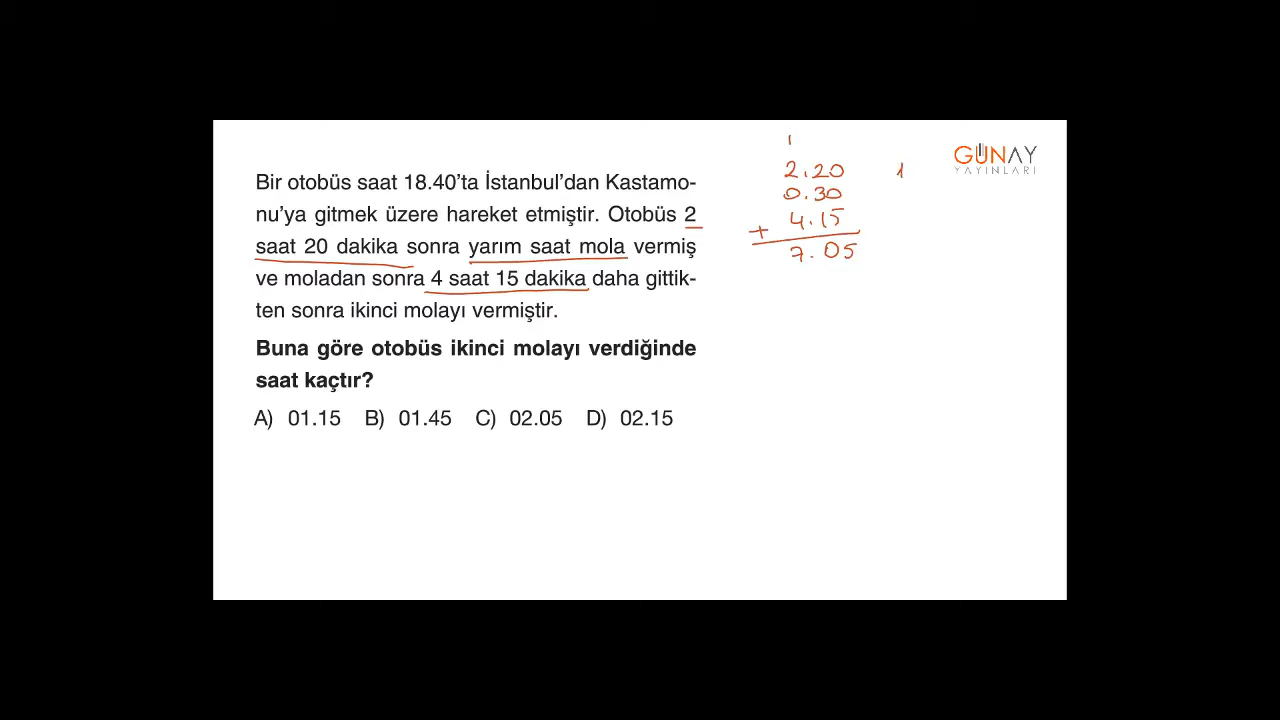 Bir otobüs saat 18.40’ta İstanbul’dan Kastamo-
nu’ya gitmek üzere hareket etmiştir. Otobüs 2
saat 20 dakika sonra yarım saat mola vermiş
ve moladan sonra 4 saat 15 dakika daha gittik-
ten sonra ikinci molayı vermiştir.
Buna göre otobüs ikinci molayı verdiğinde
saat kaçtır?
A) 01.15 B) 01.45 C) 02.05 D) 02.15
1
2.20
0.30
+ 4.15
7.05
1
GÜNAY
YAYINLARI